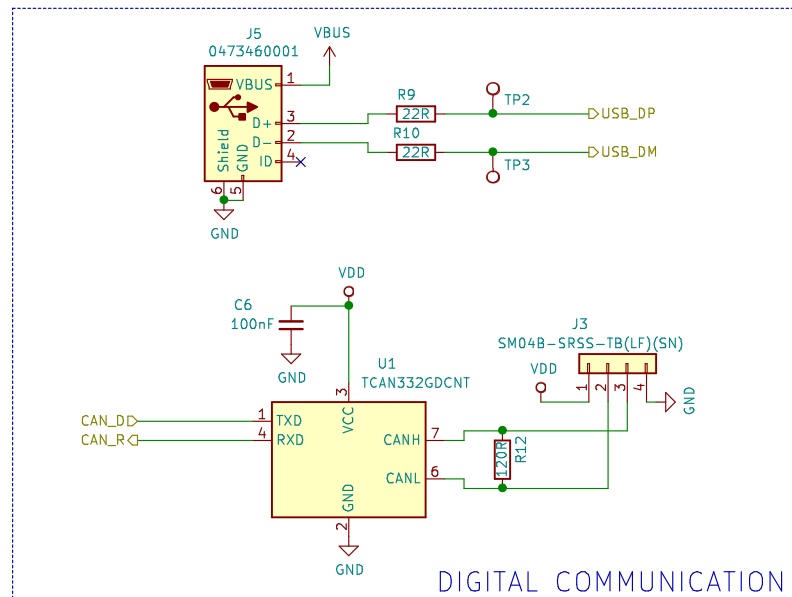 J5
0473460001
VBUS
VBUS
1
D+
3
D-
2
ID
4
Shield
GND
6
5
GND
R9
22R
R10
22R
TP2
TP3
USB_DP
USB_DM
VDD
C6
100nF
GND
U1
TCAN332GDCNT
3
VCC
CAN_D
1
TXD
CAN_R
4
RXD
CANH
7
CANL
6
GND
2
GND
120R
R12
J3
SM04B-SRSS-TB(LF)(SN)
VDD
1
2
3
4
GND
DIGITAL COMMUNICATION